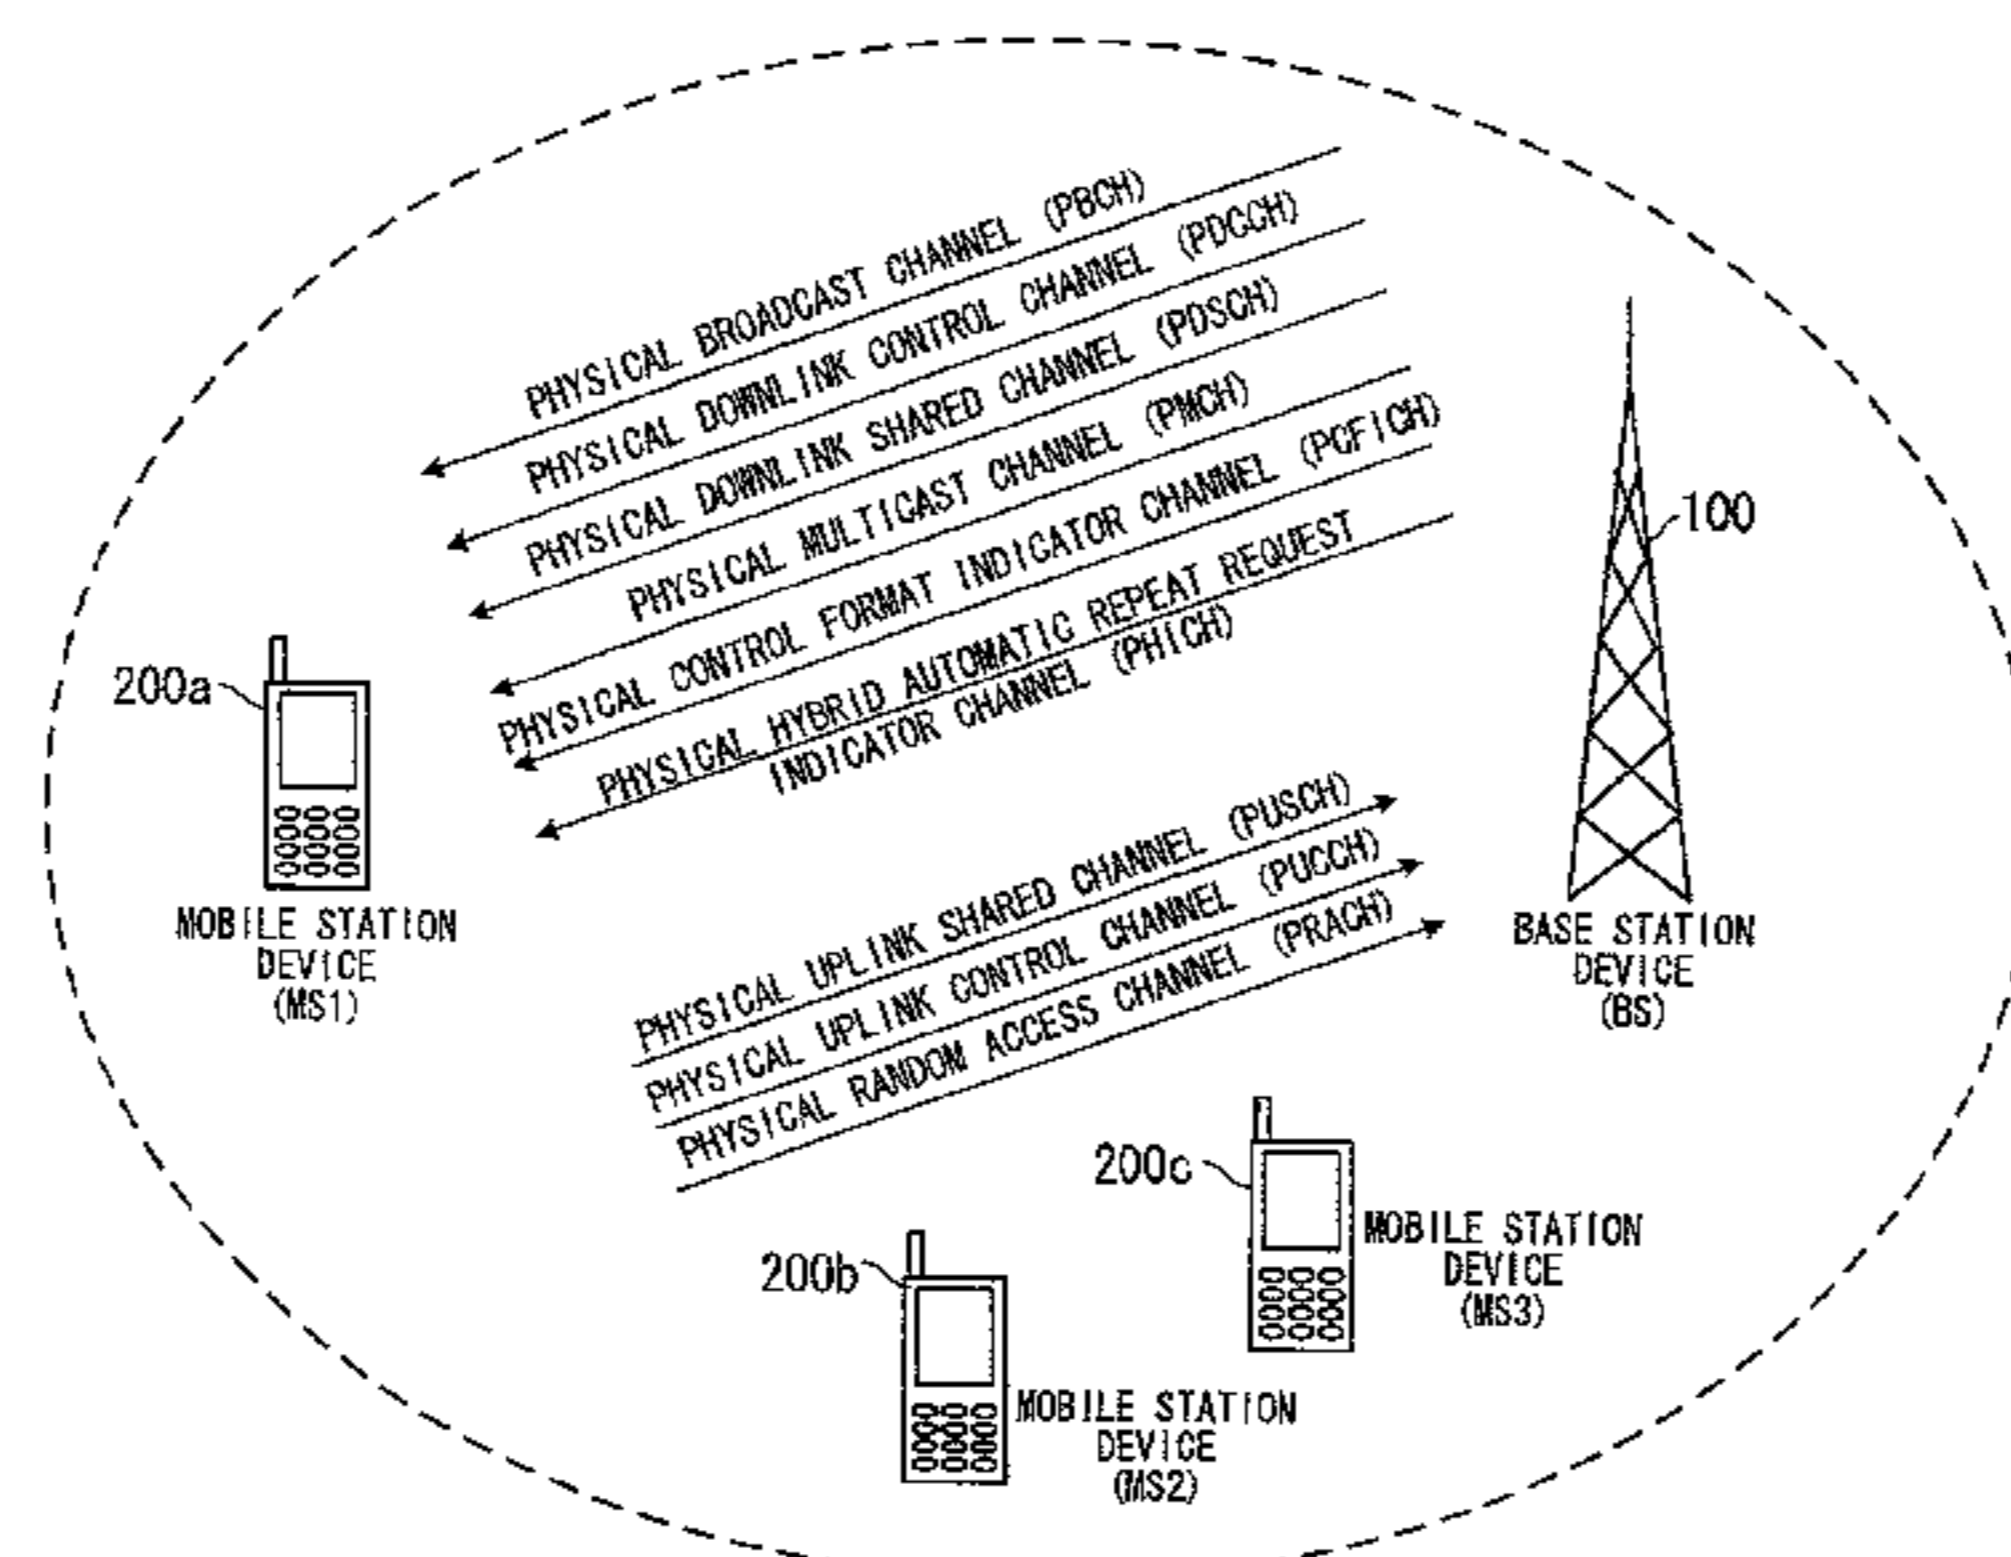 PHYSICAL BROADCAST CHANNEL (PBCH)
PHYSICAL DOWNLINK CONTROL CHANNEL (PDCCH)
PHYSICAL DOWNLINK SHARED CHANNEL (PDSCH)
PHYSICAL MULTICAST CHANNEL (PMCH)
PHYSICAL CONTROL FORMAT INDICATOR CHANNEL (PCFICH)
PHYSICAL HYBRID AUTOMATIC REPEAT REQUEST
INDICATOR CHANNEL (PHICH)
100
200a
MOBILE STATION
DEVICE
(MS1)
PHYSICAL UPLINK SHARED CHANNEL (PUSCH)
PHYSICAL UPLINK CONTROL CHANNEL (PUCCH)
PHYSICAL RANDOM ACCESS CHANNEL (PRACH)
BASE STATION
DEVICE
(BS)
200c
MOBILE STATION
DEVICE
(MS3)
200b
MOBILE STATION
DEVICE
(MS2)